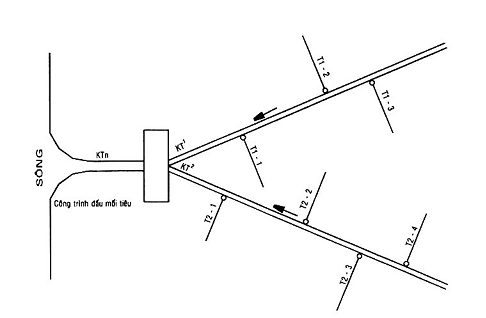 SÔNG
KTn
Công trình đầu mối tiêu
KT1
KT2
T1 - 1
T1 - 2
T1 - 3
T2 - 1
T2 - 2
T2 - 3
T2 - 4